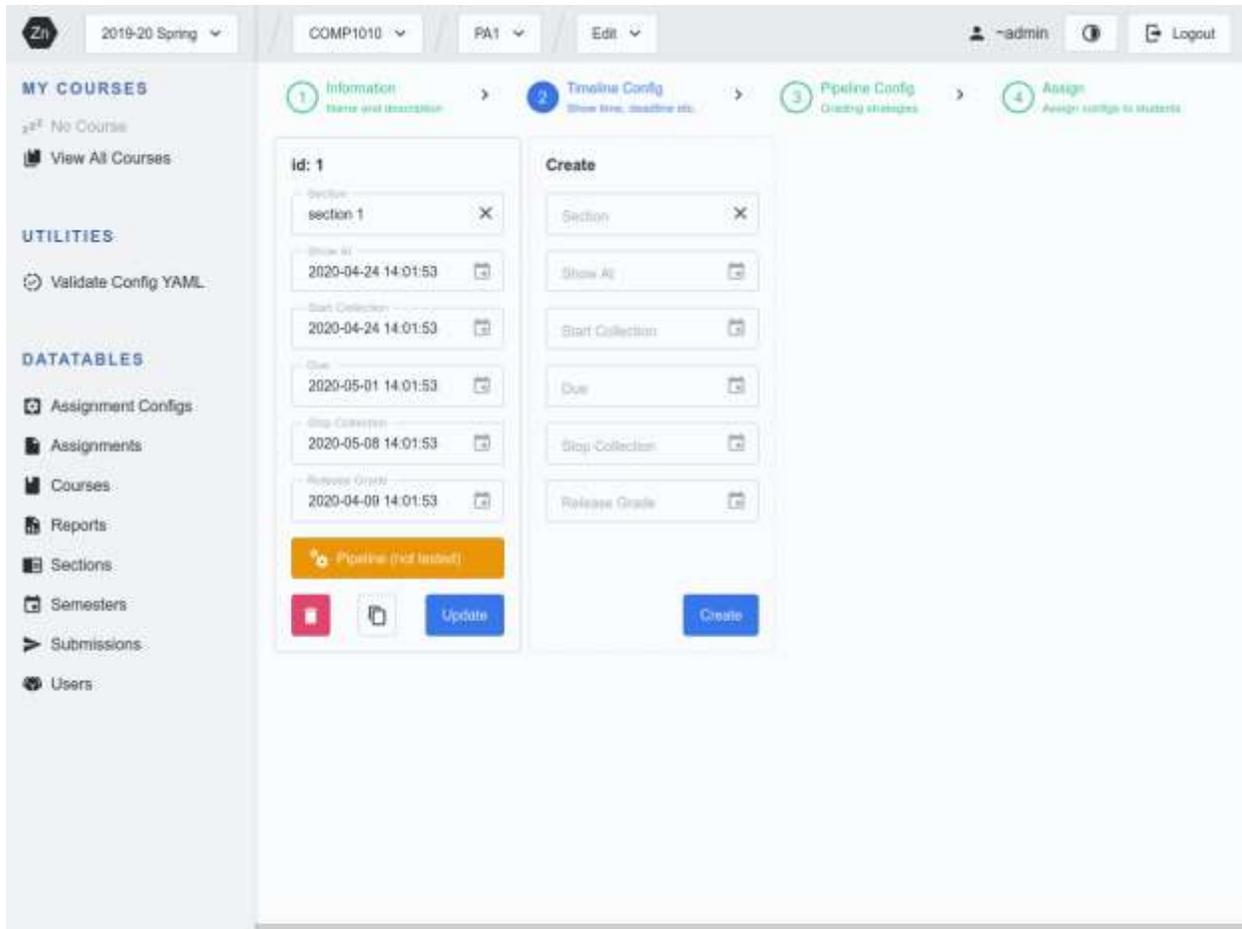 Zn
2019-20 Spring
COMP1010
PA1
Edit
~admin
Logout
MY COURSES
zzz No Course
View All Courses
UTILITIES
Validate Config YAML
DATATABLES
Assignment Configs
Assignments
Courses
Reports
Sections
Semesters
Submissions
Users
1
Information
Name and description
2
Timeline Config
Show time, deadline etc.
3
Pipeline Config
Grading strategies
4
Assign
Assign configs to students
id: 1
Section
section 1
Show At
2020-04-24 14:01:53
Start Collection
2020-04-24 14:01:53
Due
2020-05-01 14:01:53
Stop Collection
2020-05-08 14:01:53
Release Grade
2020-04-09 14:01:53
Pipeline (not tested)
Update
Create
Section
Show At
Start Collection
Due
Stop Collection
Release Grade
Create